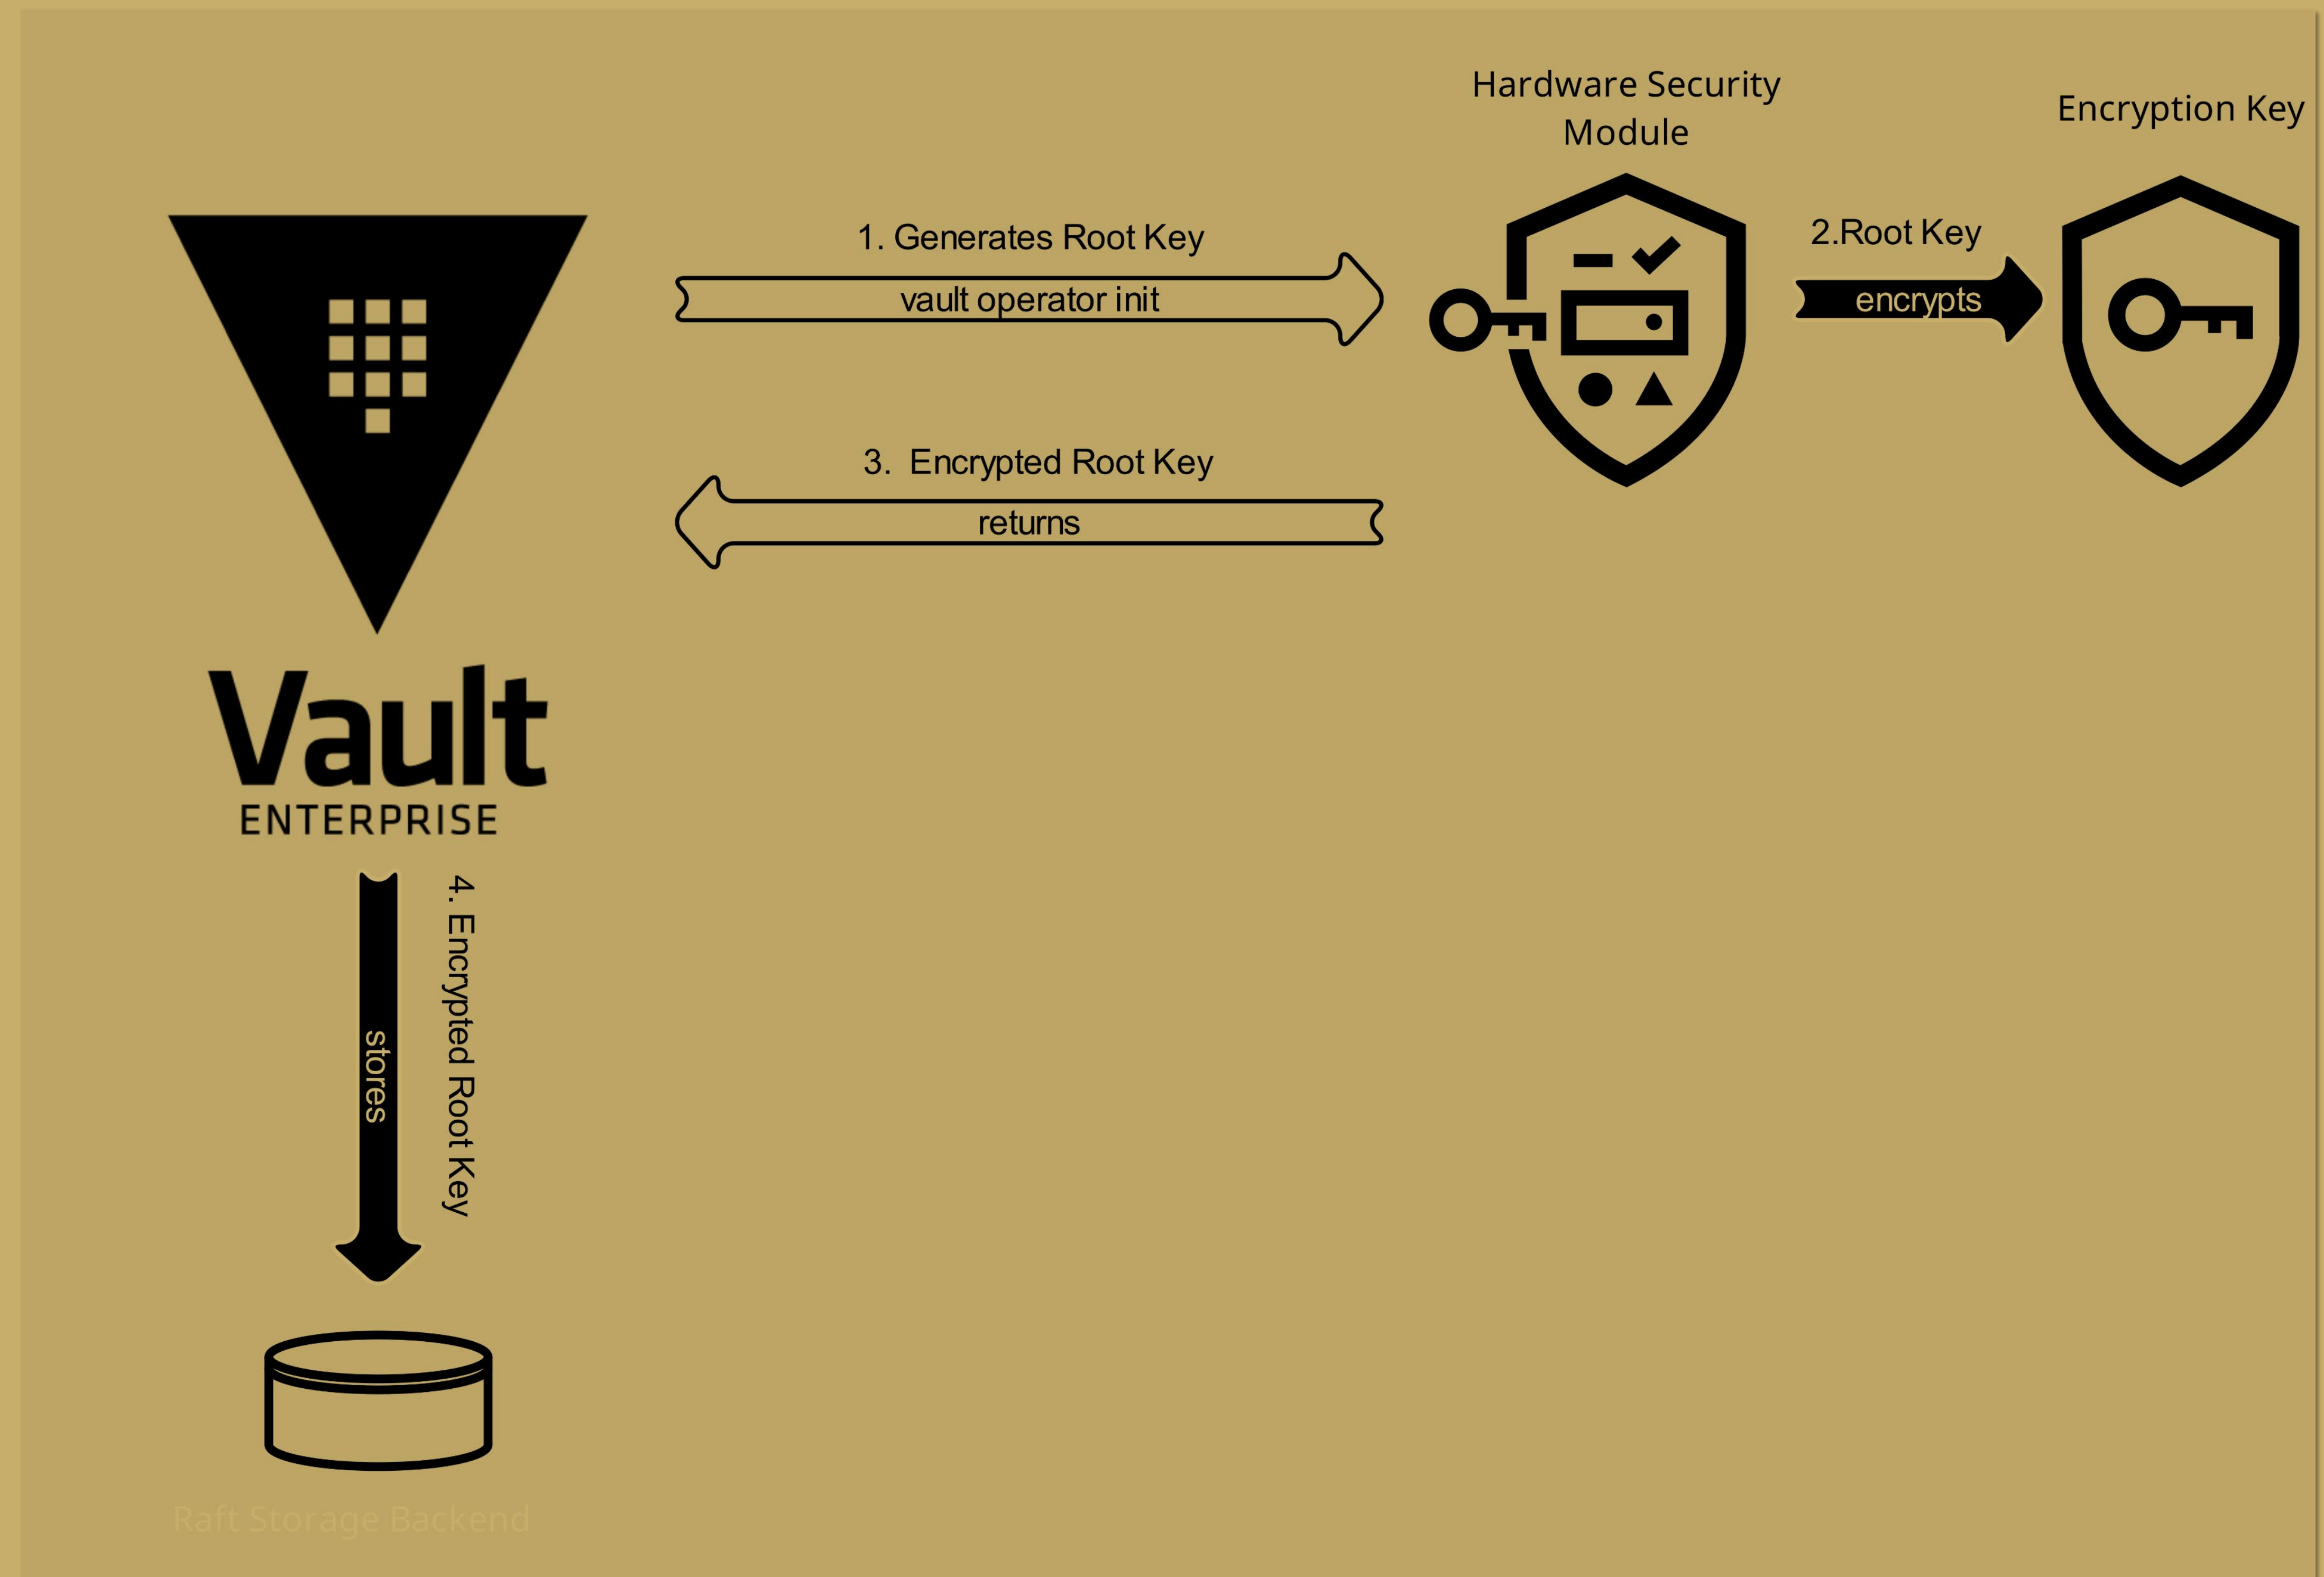 Hardware Security
Module
Encryption Key
1. Generates Root Key
vault operator init
2.Root Key
encrypts
3. Encrypted Root Key
returns
Vault
ENTERPRISE
4. Encrypted Root Key
stores
Raft Storage Backend